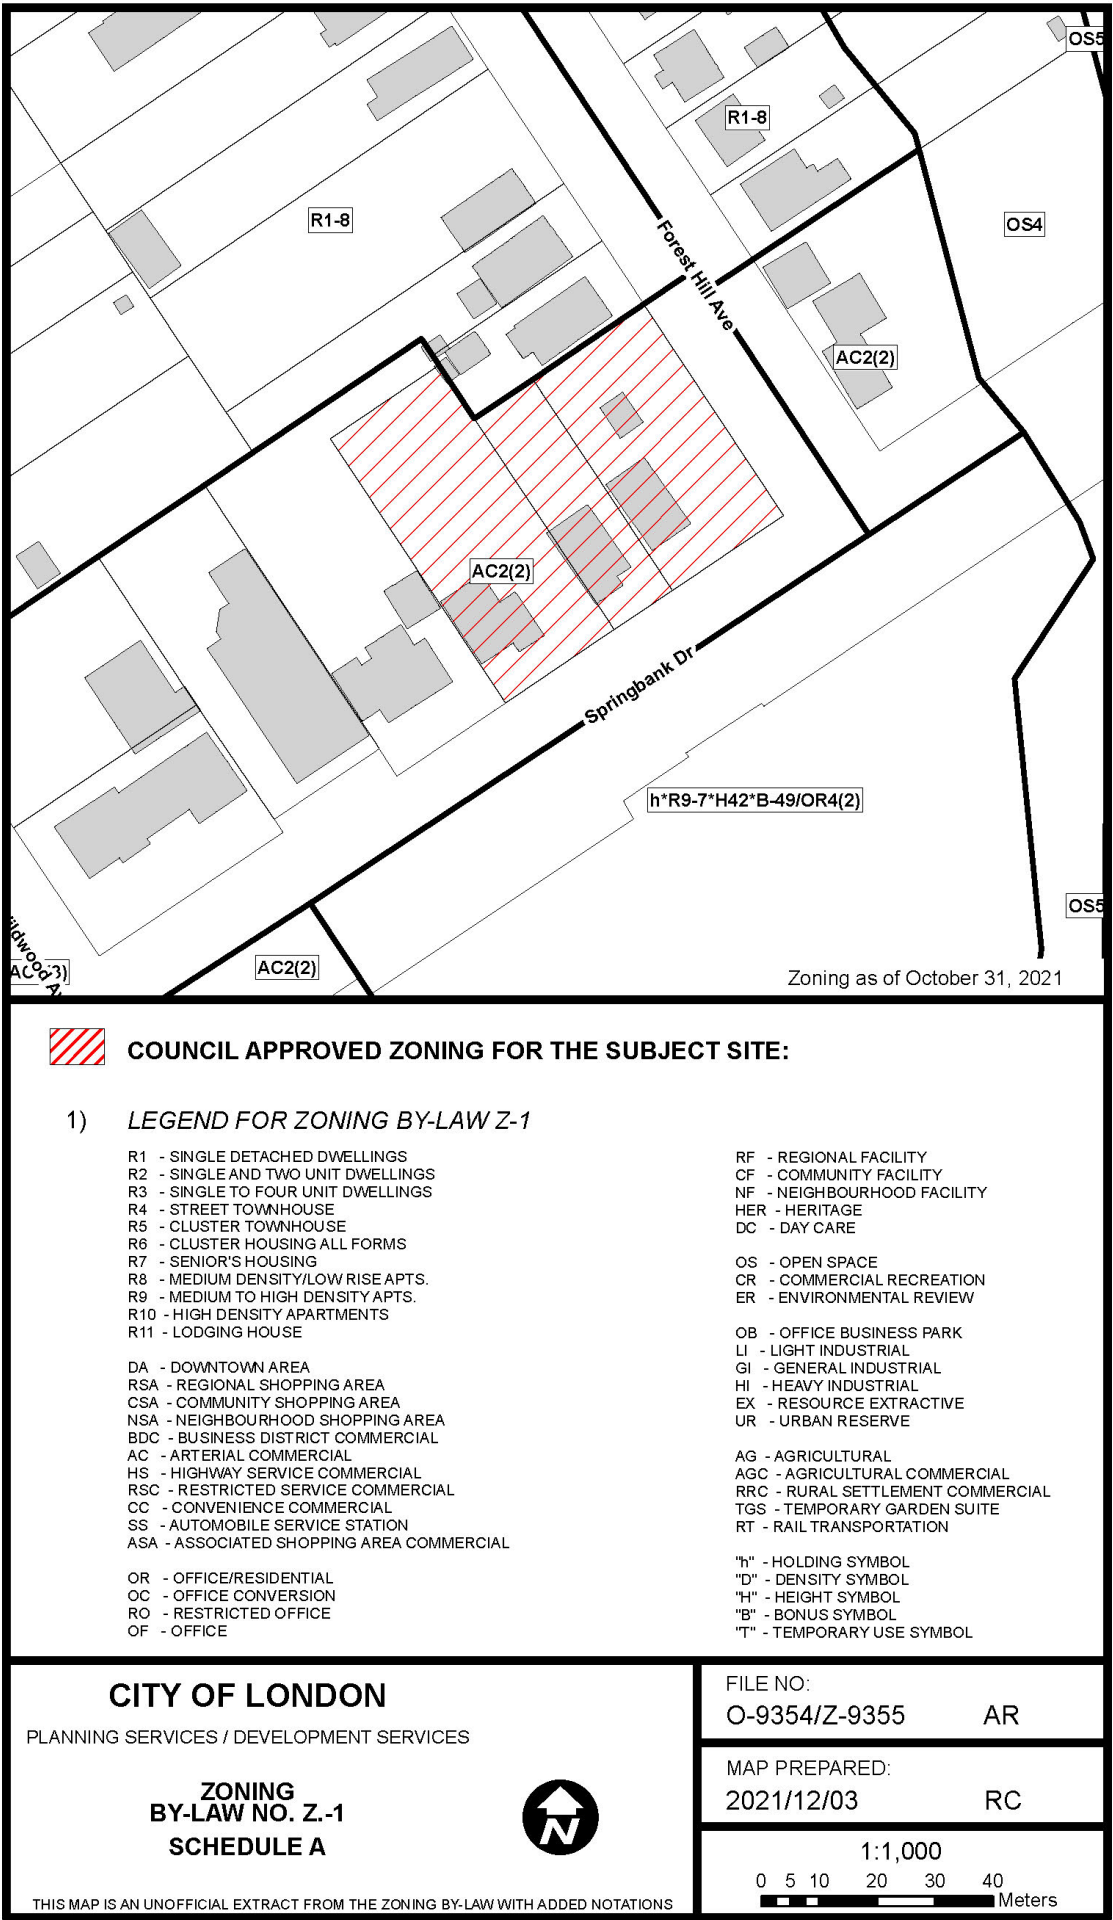 OS5
R1-8
R1-8
OS4
Forest Hill Ave
AC2(2)
AC2(2)
Springbank Dr
h*R9-7*H42*B-49/OR4(2)
OS5
AC2(2)
Zoning as of October 31, 2021
COUNCIL APPROVED ZONING FOR THE SUBJECT SITE:
1) LEGEND FOR ZONING BY-LAW Z-1
R1 - SINGLE DETACHED DWELLINGS
R2 - SINGLE AND TWO UNIT DWELLINGS
R3 - SINGLE TO FOUR UNIT DWELLINGS
R4 - STREET TOWNHOUSE
R5 - CLUSTER TOWNHOUSE
R6 - CLUSTER HOUSING ALL FORMS
R7 - SENIOR'S HOUSING
R8 - MEDIUM DENSITY/LOW RISE APTS.
R9 - MEDIUM TO HIGH DENSITY APTS.
R10 - HIGH DENSITY APARTMENTS
R11 - LODGING HOUSE
DA - DOWNTOWN AREA
RSA - REGIONAL SHOPPING AREA
CSA - COMMUNITY SHOPPING AREA
NSA - NEIGHBOURHOOD SHOPPING AREA
BDC - BUSINESS DISTRICT COMMERCIAL
AC - ARTERIAL COMMERCIAL
HS - HIGHWAY SERVICE COMMERCIAL
RSC - RESTRICTED SERVICE COMMERCIAL
CC - CONVENIENCE COMMERCIAL
SS - AUTOMOBILE SERVICE STATION
ASA - ASSOCIATED SHOPPING AREA COMMERCIAL
OR - OFFICE/RESIDENTIAL
OC - OFFICE CONVERSION
RO - RESTRICTED OFFICE
OF - OFFICE
RF - REGIONAL FACILITY
CF - COMMUNITY FACILITY
NF - NEIGHBOURHOOD FACILITY
HER - HERITAGE
DC - DAY CARE
OS - OPEN SPACE
CR - COMMERCIAL RECREATION
ER - ENVIRONMENTAL REVIEW
OB - OFFICE BUSINESS PARK
LI - LIGHT INDUSTRIAL
GI - GENERAL INDUSTRIAL
HI - HEAVY INDUSTRIAL
EX - RESOURCE EXTRACTIVE
UR - URBAN RESERVE
AG - AGRICULTURAL
AGC - AGRICULTURAL COMMERCIAL
RRC - RURAL SETTLEMENT COMMERCIAL
TGS - TEMPORARY GARDEN SUITE
RT - RAIL TRANSPORTATION
"h" - HOLDING SYMBOL
"D" - DENSITY SYMBOL
"H" - HEIGHT SYMBOL
"B" - BONUS SYMBOL
"T" - TEMPORARY USE SYMBOL
CITY OF LONDON
PLANNING SERVICES / DEVELOPMENT SERVICES
ZONING
BY-LAW NO. Z.-1
SCHEDULE A
N
THIS MAP IS AN UNOFFICIAL EXTRACT FROM THE ZONING BY-LAW WITH ADDED NOTATIONS
FILE NO:
O-9354/Z-9355 AR
MAP PREPARED:
2021/12/03 RC
1:1,000
0 5 10 20 30 40
Meters